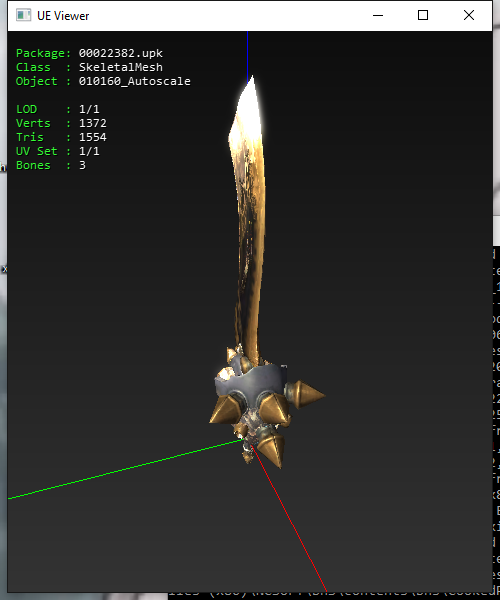 UE Viewer
Package: 00022382.upk
Class  : SkeletalMesh
Object : 010160_Autoscale
LOD    : 1/1
Verts  : 1372
Tris   : 1554
UV Set : 1/1
Bones  : 3